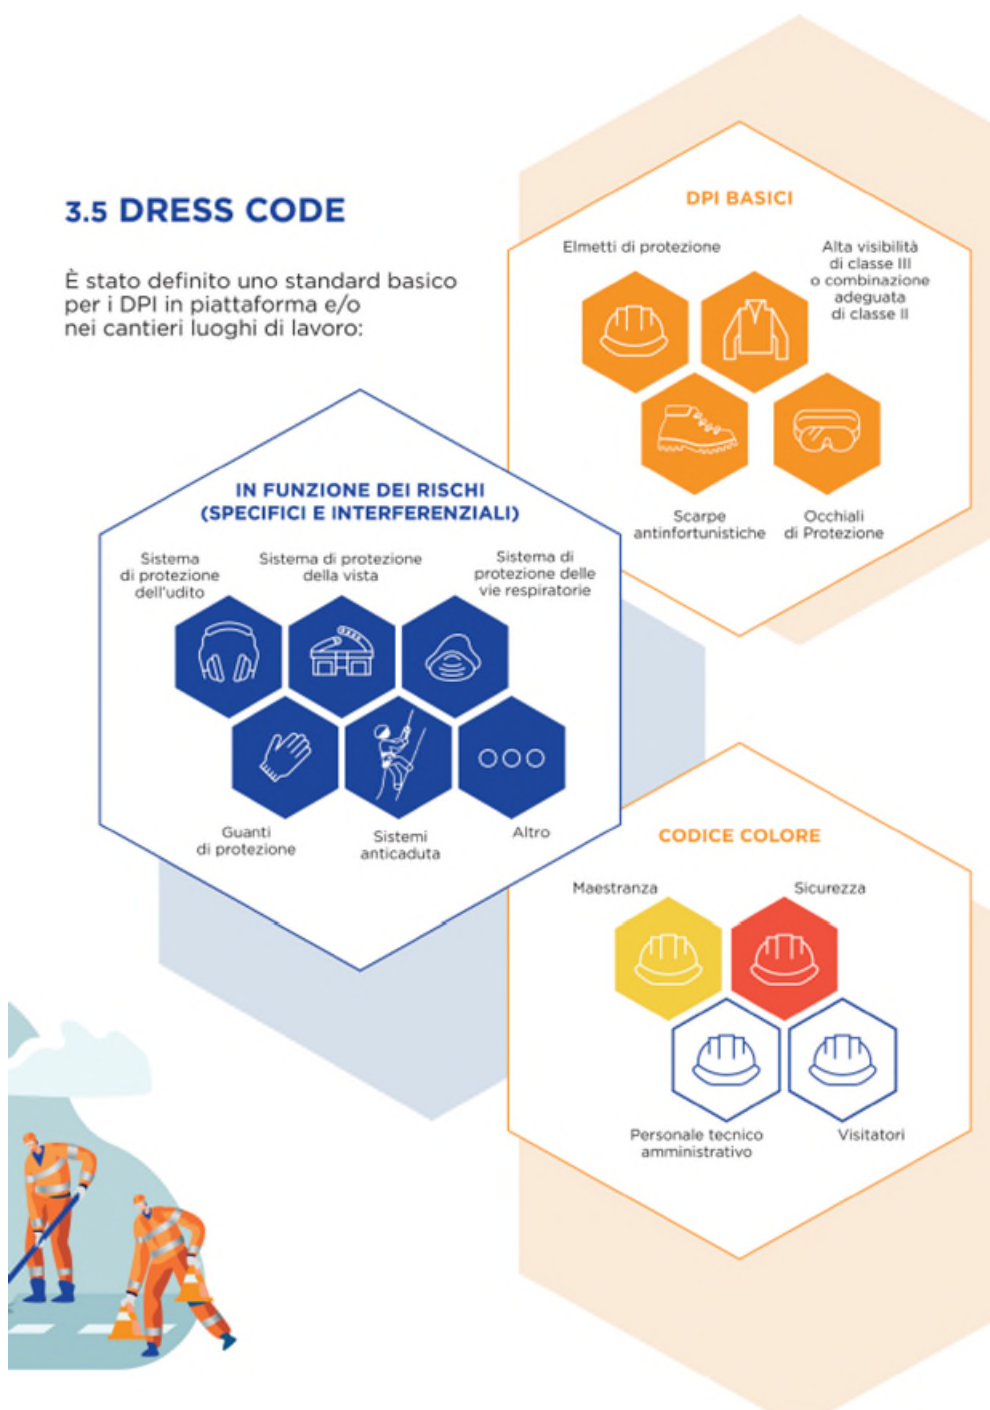 3.5 DRESS CODE
È stato definito uno standard basico
per i DPI in piattaforma e/o
nei cantieri luoghi di lavoro:
DPI BASICI
Elmetti di protezione
Alta visibilità
di classe III
o combinazione
adeguata
di classe II
Scarpe
antinfortunistiche
Occhiali
di Protezione
IN FUNZIONE DEI RISCHI
(SPECIFICI E INTERFERENZIALI)
Sistema
di protezione
dell'udito
Sistema di protezione
della vista
Sistema di
protezione delle
vie respiratorie
Guanti
di protezione
Sistemi
anticaduta
Altro
CODICE COLORE
Maestranza
Sicurezza
Personale tecnico
amministrativo
Visitatori